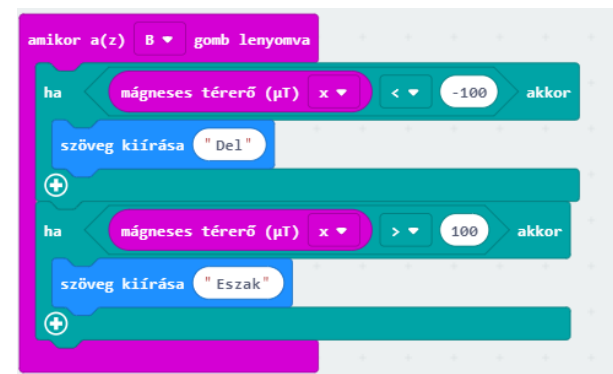 amikor a(z) B gomb lenyomva
ha mágneses térerő (µT) x < -100 akkor
szöveg kiírása "Del"
ha mágneses térerő (µT) x > 100 akkor
szöveg kiírása "Eszak"